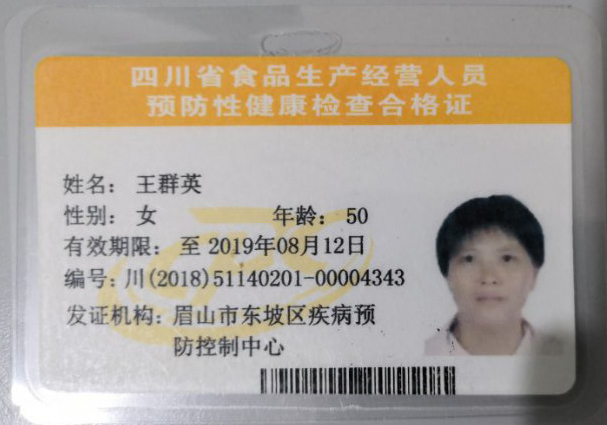 四川省食品生产经营人员
预防性健康检查合格证
姓名： 王群英
性别： 女 年龄： 50
有效期限： 至 2019年08月12日
编号：川(2018)51140201-00004343
发证机构：眉山市东坡区疾病预
防控制中心